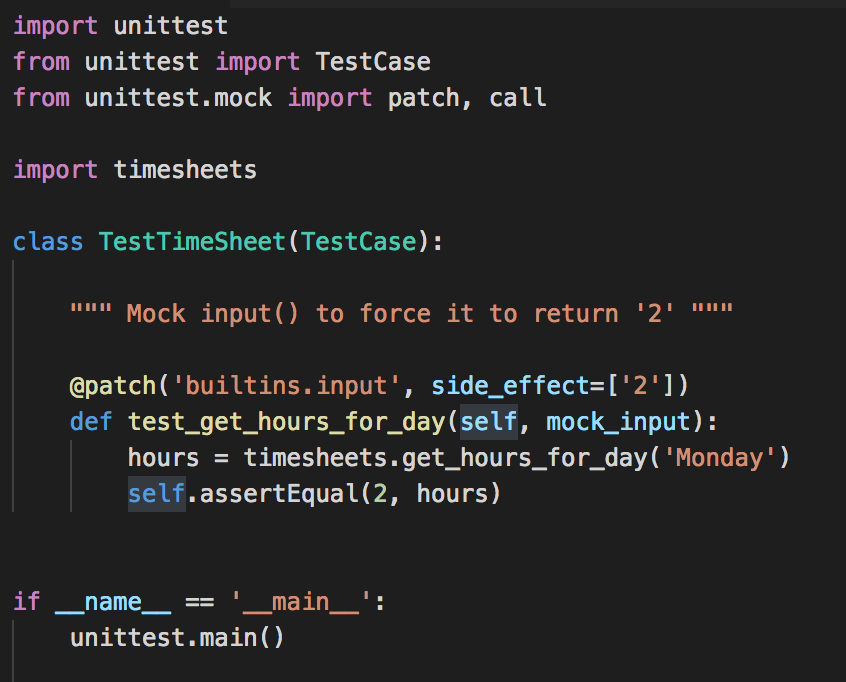 import unittest
from unittest import TestCase
from unittest.mock import patch, call
import timesheets
class TestTimeSheet(TestCase):
""" Mock input() to force it to return '2' """
@patch('builtins.input', side_effect=['2'])
def test_get_hours_for_day(self, mock_input):
hours = timesheets.get_hours_for_day('Monday')
self.assertEqual(2, hours)
if __name__ == '__main__':
unittest.main()